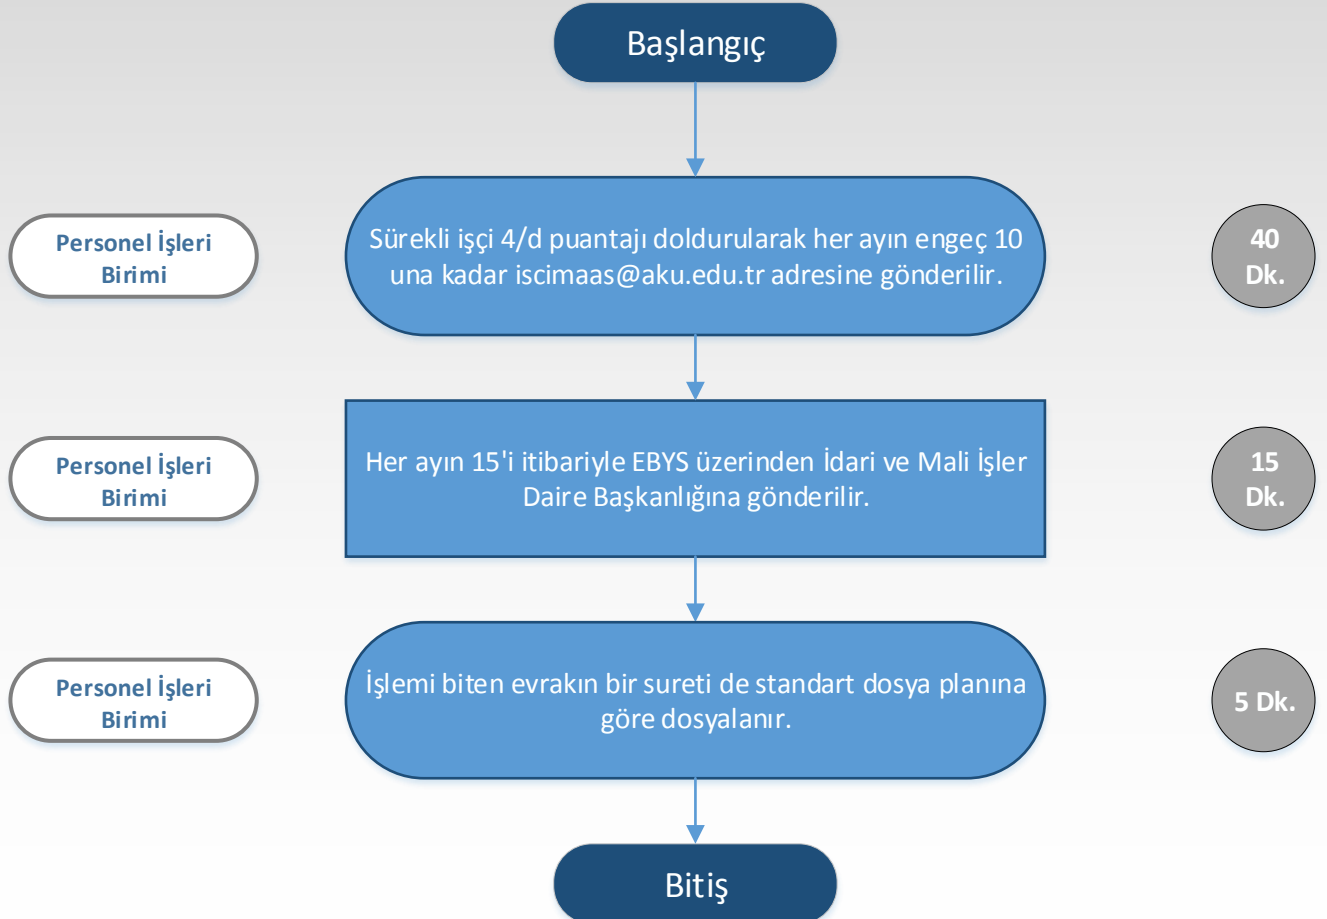 Başlangıç
Personel İşleri
Birimi
Sürekli işçi 4/d puantajı doldurularak her ayın engeç 10
una kadar iscimaas@aku.edu.tr adresine gönderilir.
40
Dk.
Personel İşleri
Birimi
Her ayın 15'i itibariyle EBYS üzerinden İdari ve Mali İşler
Daire Başkanlığına gönderilir.
15
Dk.
Personel İşleri
Birimi
İşlemi biten evrakın bir sureti de standart dosya planına
göre dosyalanır.
5 Dk.
Bitiş